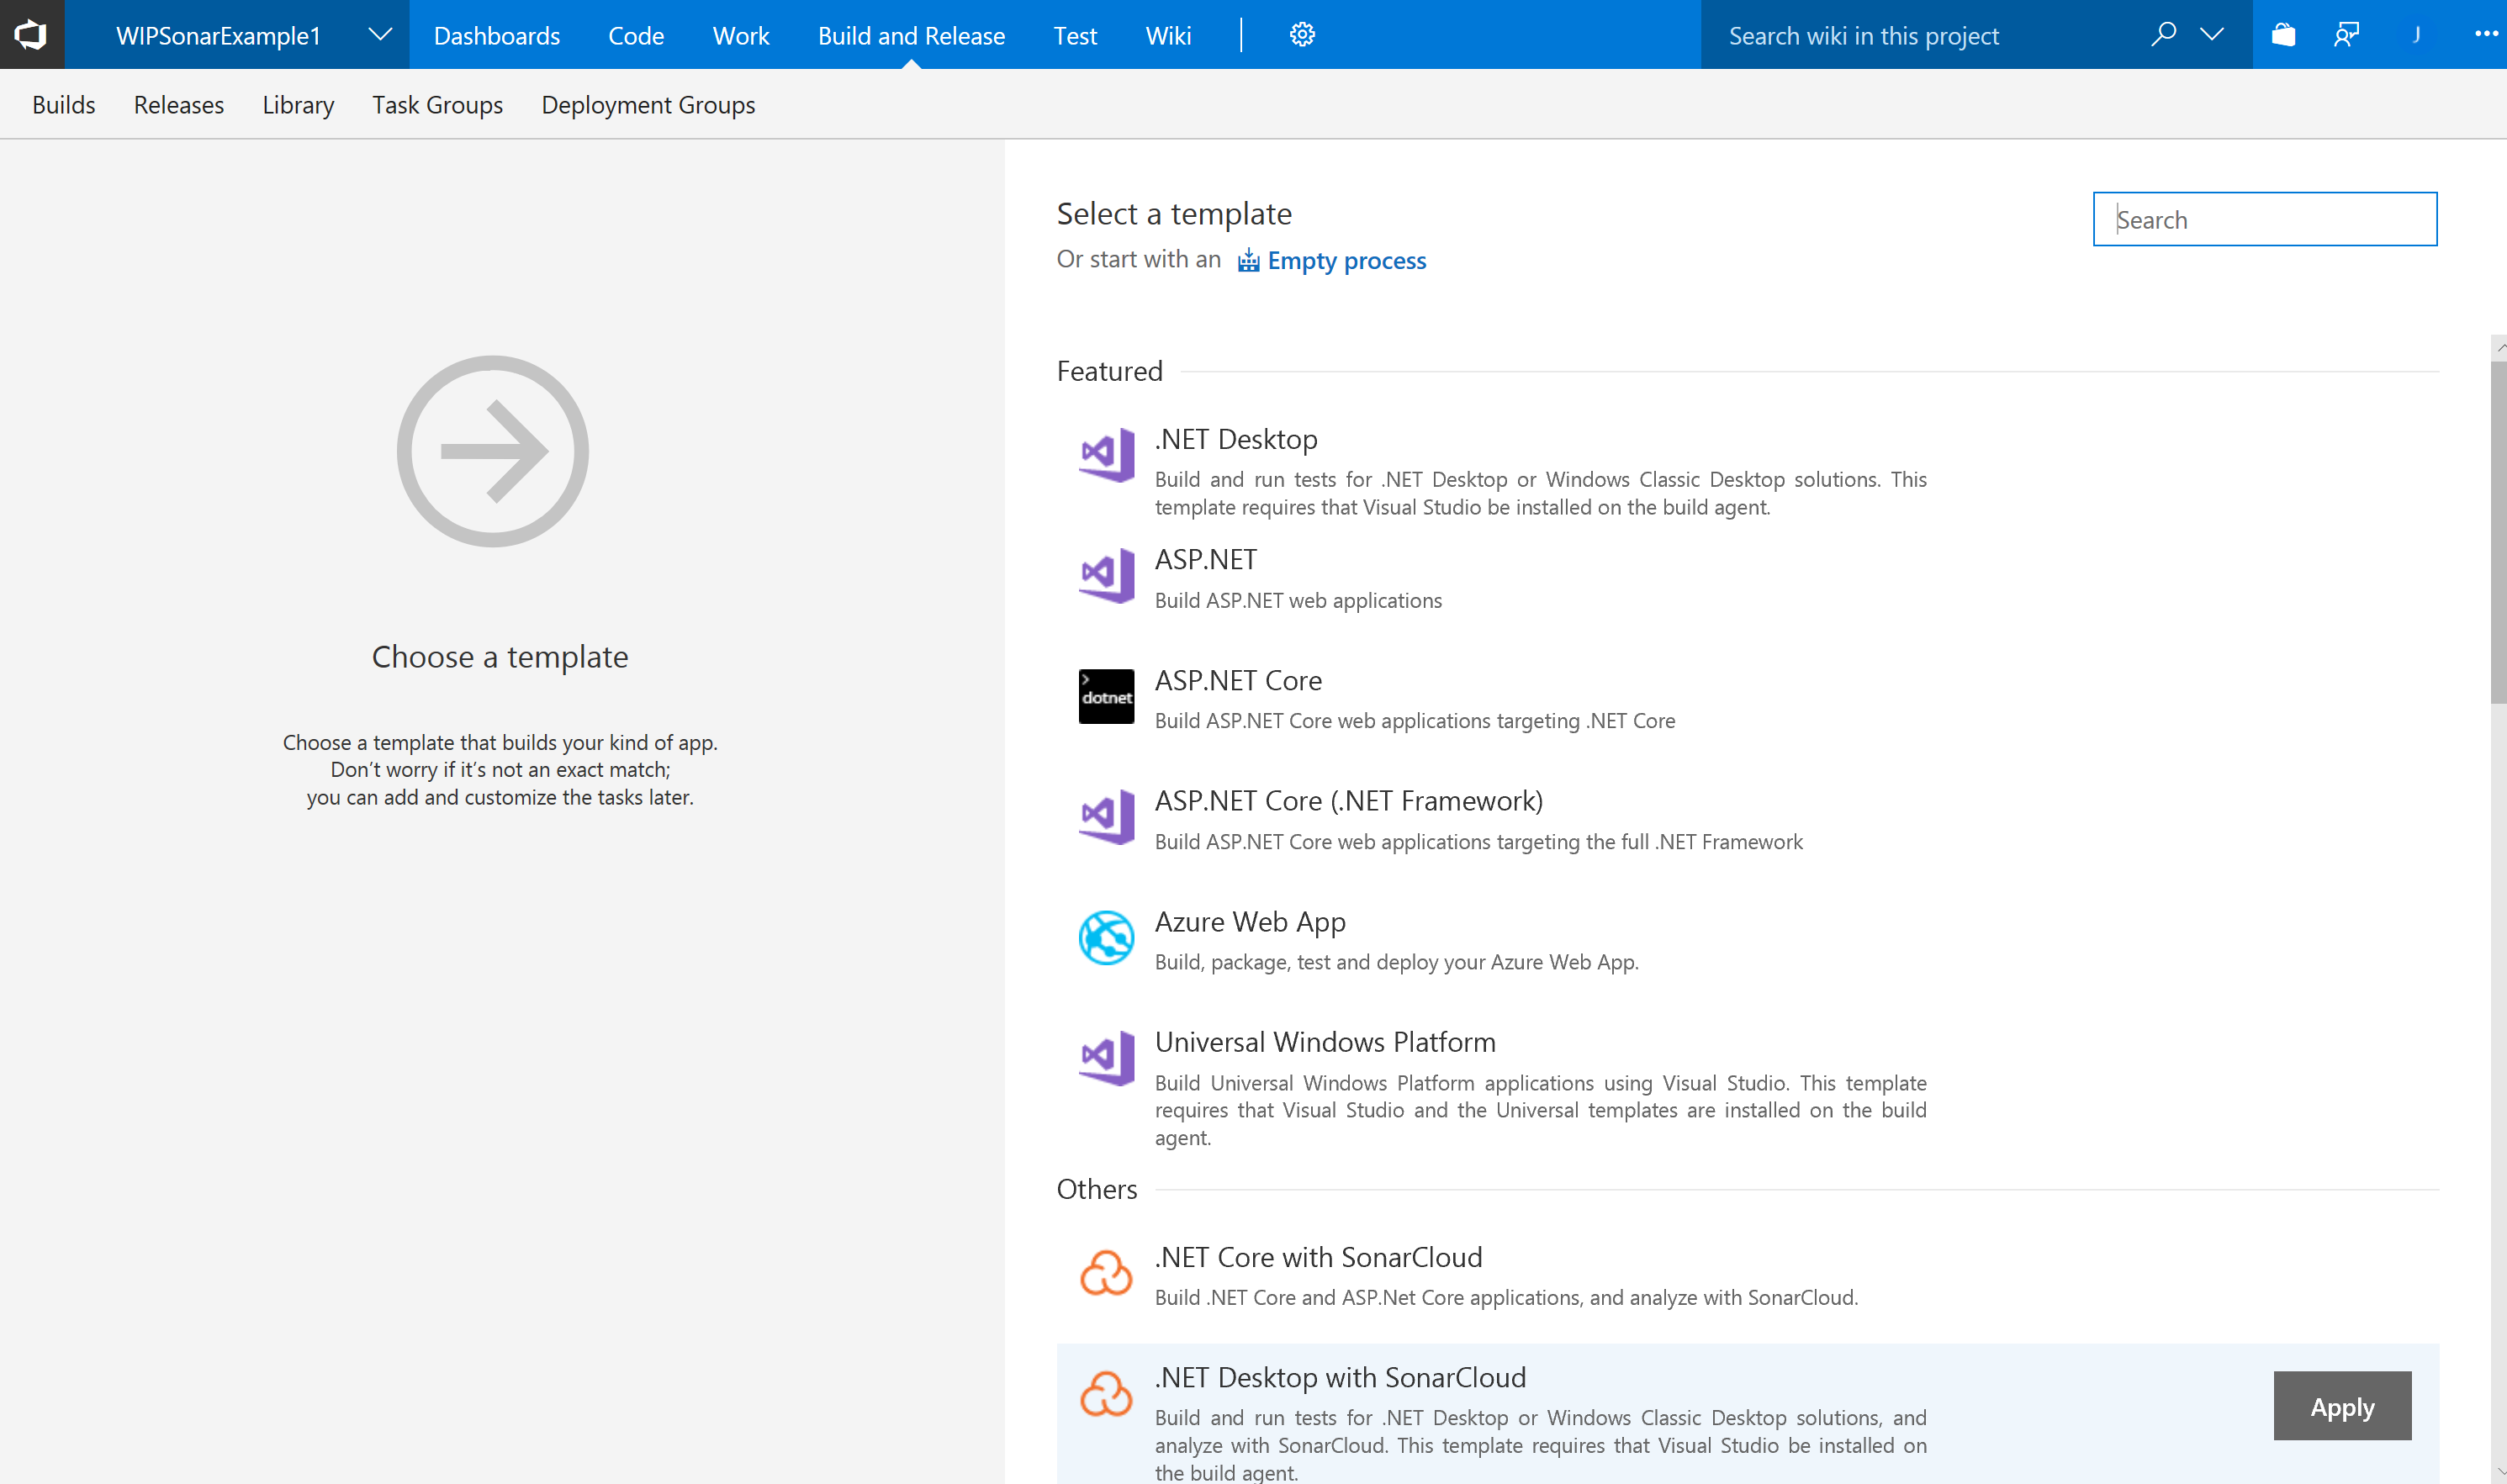 WIPSonarExample1 Dashboards Code Work Build and Release Test Wiki Search wiki in this project J
Builds Releases Library Task Groups Deployment Groups
Choose a template
Choose a template that builds your kind of app.
Don’t worry if it’s not an exact match;
you can add and customize the tasks later.
Select a template
Search
Or start with an Empty process
Featured
.NET Desktop
Build and run tests for .NET Desktop or Windows Classic Desktop solutions. This
template requires that Visual Studio be installed on the build agent.
ASP.NET
Build ASP.NET web applications
dotnet
ASP.NET Core
Build ASP.NET Core web applications targeting .NET Core
ASP.NET Core (.NET Framework)
Build ASP.NET Core web applications targeting the full .NET Framework
Azure Web App
Build, package, test and deploy your Azure Web App.
Universal Windows Platform
Build Universal Windows Platform applications using Visual Studio. This template
requires that Visual Studio and the Universal templates are installed on the build
agent.
Others
.NET Core with SonarCloud
Build .NET Core and ASP.Net Core applications, and analyze with SonarCloud.
.NET Desktop with SonarCloud
Build and run tests for .NET Desktop or Windows Classic Desktop solutions, and
analyze with SonarCloud. This template requires that Visual Studio be installed on
the build agent.
Apply